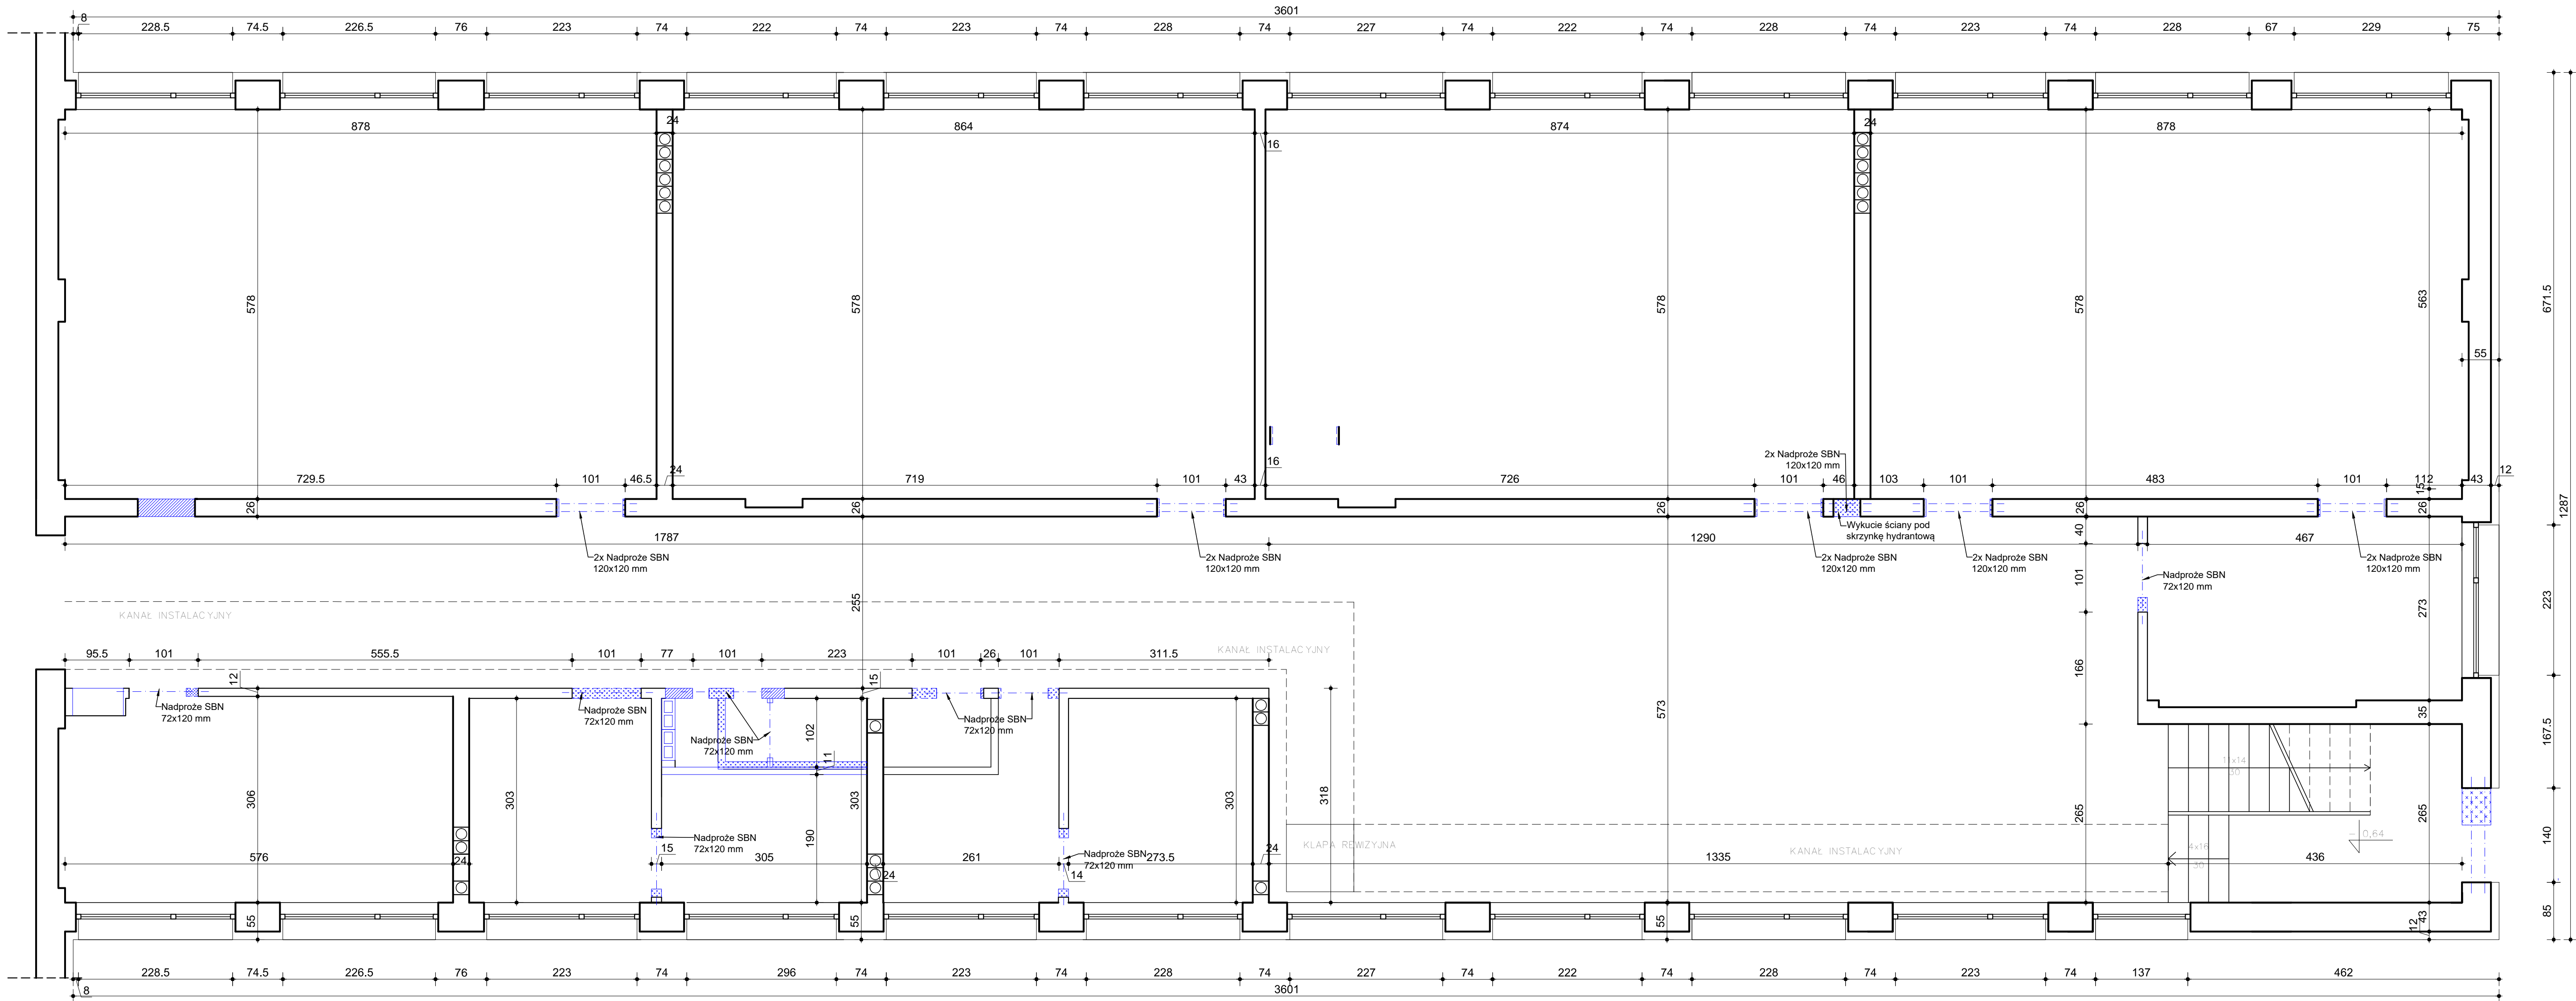 3601
8
228.5 74.5 226.5 76 223 74 222 74 223 74 228 74 227 74 222 74 228 74 223 74 228 67 229 75
878 24 864 874 24 878
16
578 578 578 578 563
671.5
1287
55
729.5 101 46.5 24 719 101 43 16 726 101 46 103 101 483 101 112 43 12
15
2x Nadproże SBN
120x120 mm
26 26 26 26 26
Wykucie ściany pod
skrzynkę hydrantową
1787 1290 467
40
2x Nadproże SBN
120x120 mm
2x Nadproże SBN
120x120 mm
2x Nadproże SBN
120x120 mm
2x Nadproże SBN
120x120 mm
2x Nadproże SBN
120x120 mm
Nadproże SBN
72x120 mm
101
255
273
223
KANAŁ INSTALACYJNY
KANAŁ INSTALACYJNY
166
95.5 101 555.5 101 77 101 223 101 26 101 311.5
12
15
Nadproże SBN
72x120 mm
Nadproże SBN
72x120 mm
Nadproże SBN
72x120 mm
Nadproże SBN
72x120 mm
102
11
573
35
167.5
11x14
30
306 303 303 303 318
265 265
190
140
Nadproże SBN
72x120 mm
Nadproże SBN
72x120 mm
KLAPA REWIZYJNA
KANAŁ INSTALACYJNY
- 0,64
4x16
30
576 24 15 305 24 261 14 273.5 24 1335 436
55 55 55
12
43
85
228.5 74.5 226.5 76 223 74 296 74 223 74 228 74 227 74 222 74 228 74 223 74 137 462
8
3601